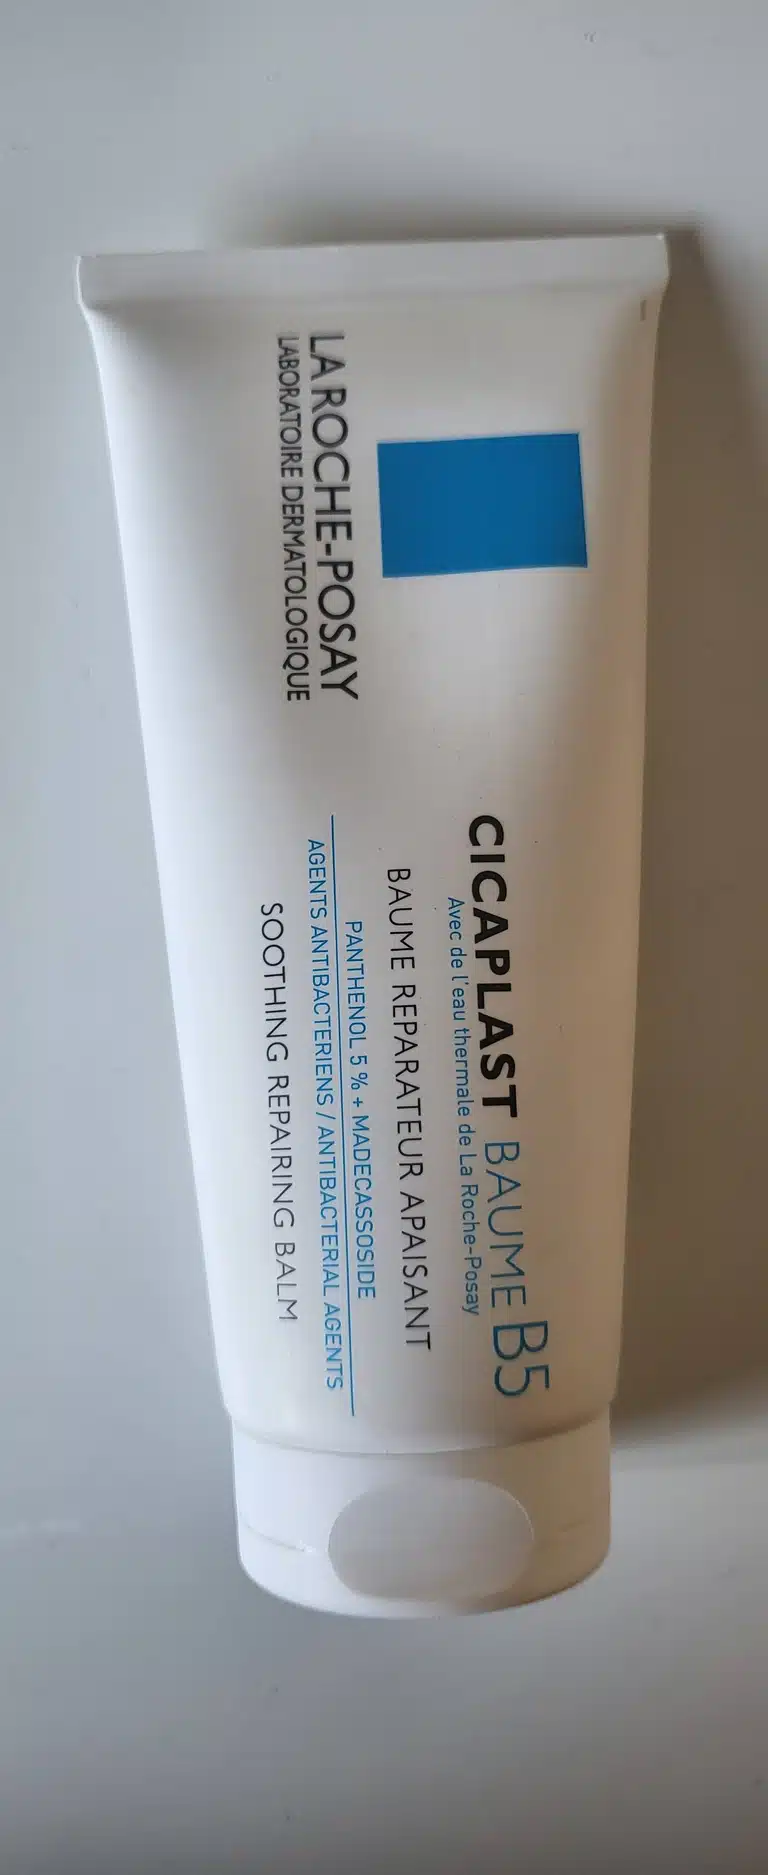 LA ROCHE-POSAY
LABORATOIRE DERMATOLOGIQUE
CICAPLAST BAUME B5
Avec de l'eau thermale de La Roche-Posay
BAUME REPARATEUR APAISANT
PANTHENOL 5 % + MADECASSOSIDE
AGENTS ANTIBACTERIENS / ANTIBACTERIAL AGENTS
SOOTHING REPAIRING BALM